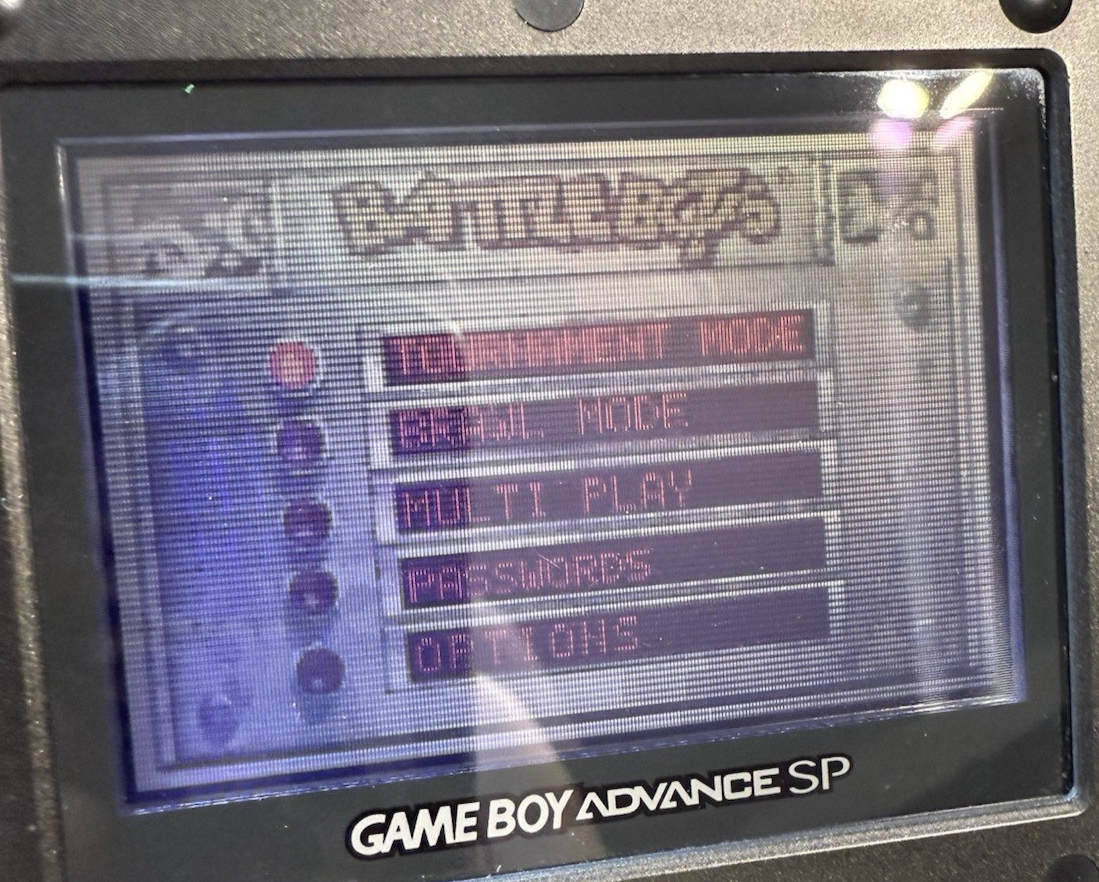 BATTLEBOTS
TOURNAMENT MODE
BRAWL MODE
MULTI PLAY
PASSWORDS
OPTIONS
GAME BOY ADVANCE SP